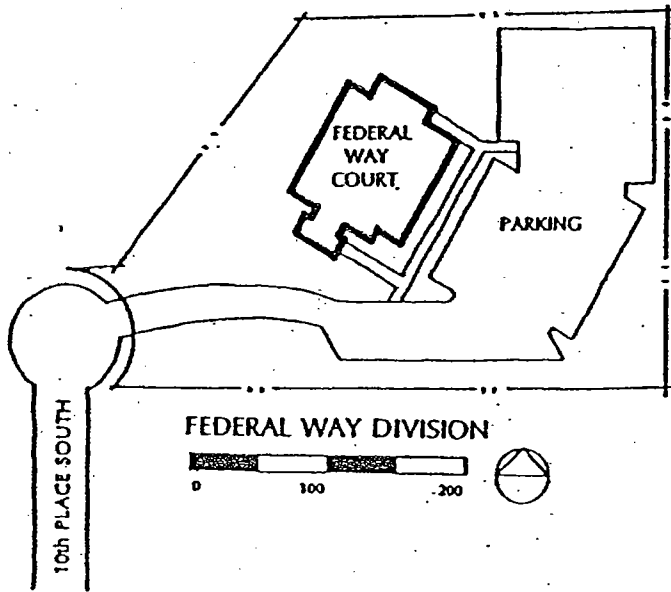 FEDERAL
WAY
COURT
PARKING
FEDERAL WAY DIVISION
0 100 200
10th PLACE SOUTH